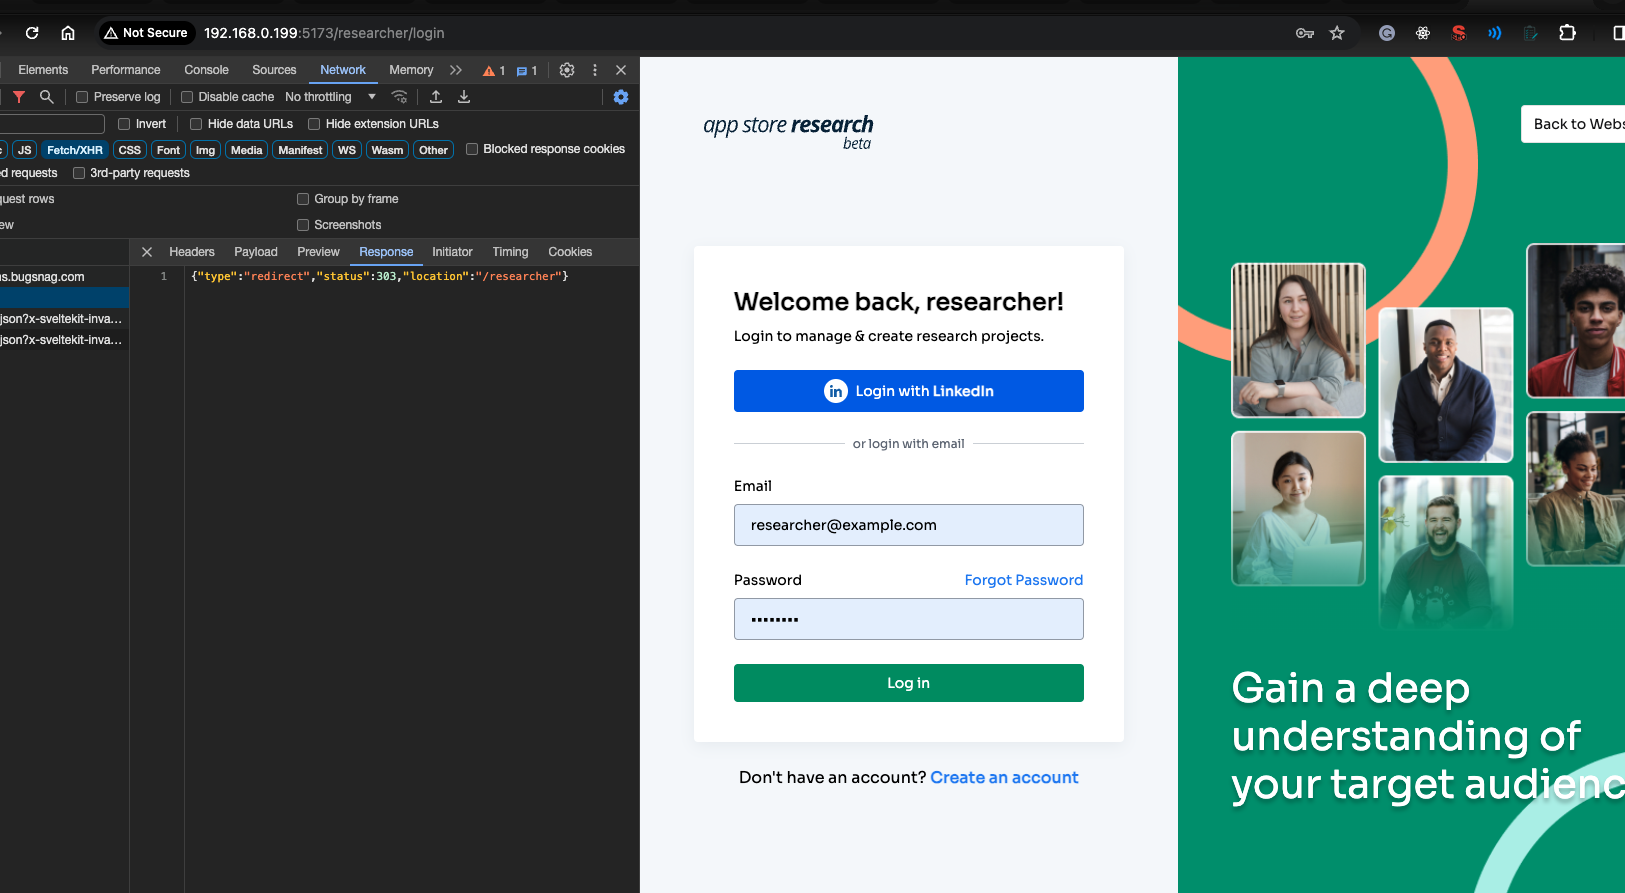 Not Secure 192.168.0.199:5173/researcher/login
Elements Performance Console Sources Network Memory 1 1
Preserve log Disable cache No throttling
Invert Hide data URLs Hide extension URLs
JS Fetch/XHR CSS Font Img Media Manifest WS Wasm Other Blocked response cookies
requests 3rd-party requests
rows Group by frame
Screenshots
Headers Payload Preview Response Initiator Timing Cookies
s.bugsnag.com
json?x-sveltekit-inva...
json?x-sveltekit-inva...
1 {"type":"redirect","status":303,"location":"/researcher"}
app store research
beta
Welcome back, researcher!
Login to manage & create research projects.
in Login with LinkedIn
or login with email
Email
researcher@example.com
Password Forgot Password
••••••••
Log in
Don't have an account? Create an account
Back to Webs
Gain a deep
understanding of
your target audienc